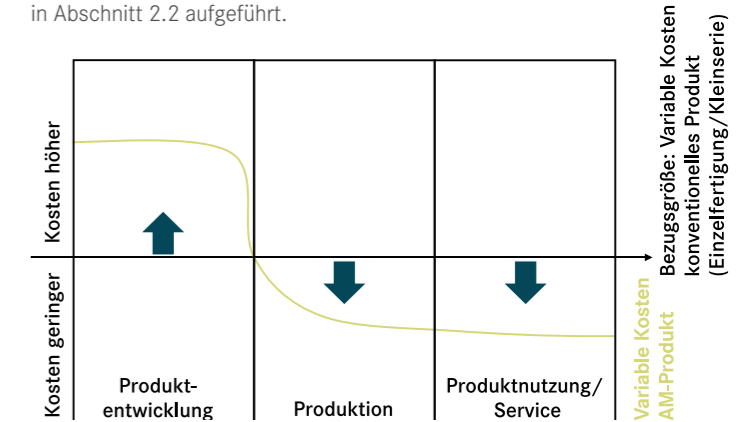 in Abschnitt 2.2 aufgeführt.
Kosten höher
Kosten geringer
Produkt-
entwicklung
Produktion
Produktnutzung/
Service
Bezugsgröße: Variable Kosten
konventionelles Produkt
(Einzelfertigung/Kleinserie)
Variable Kosten
AM-Produkt